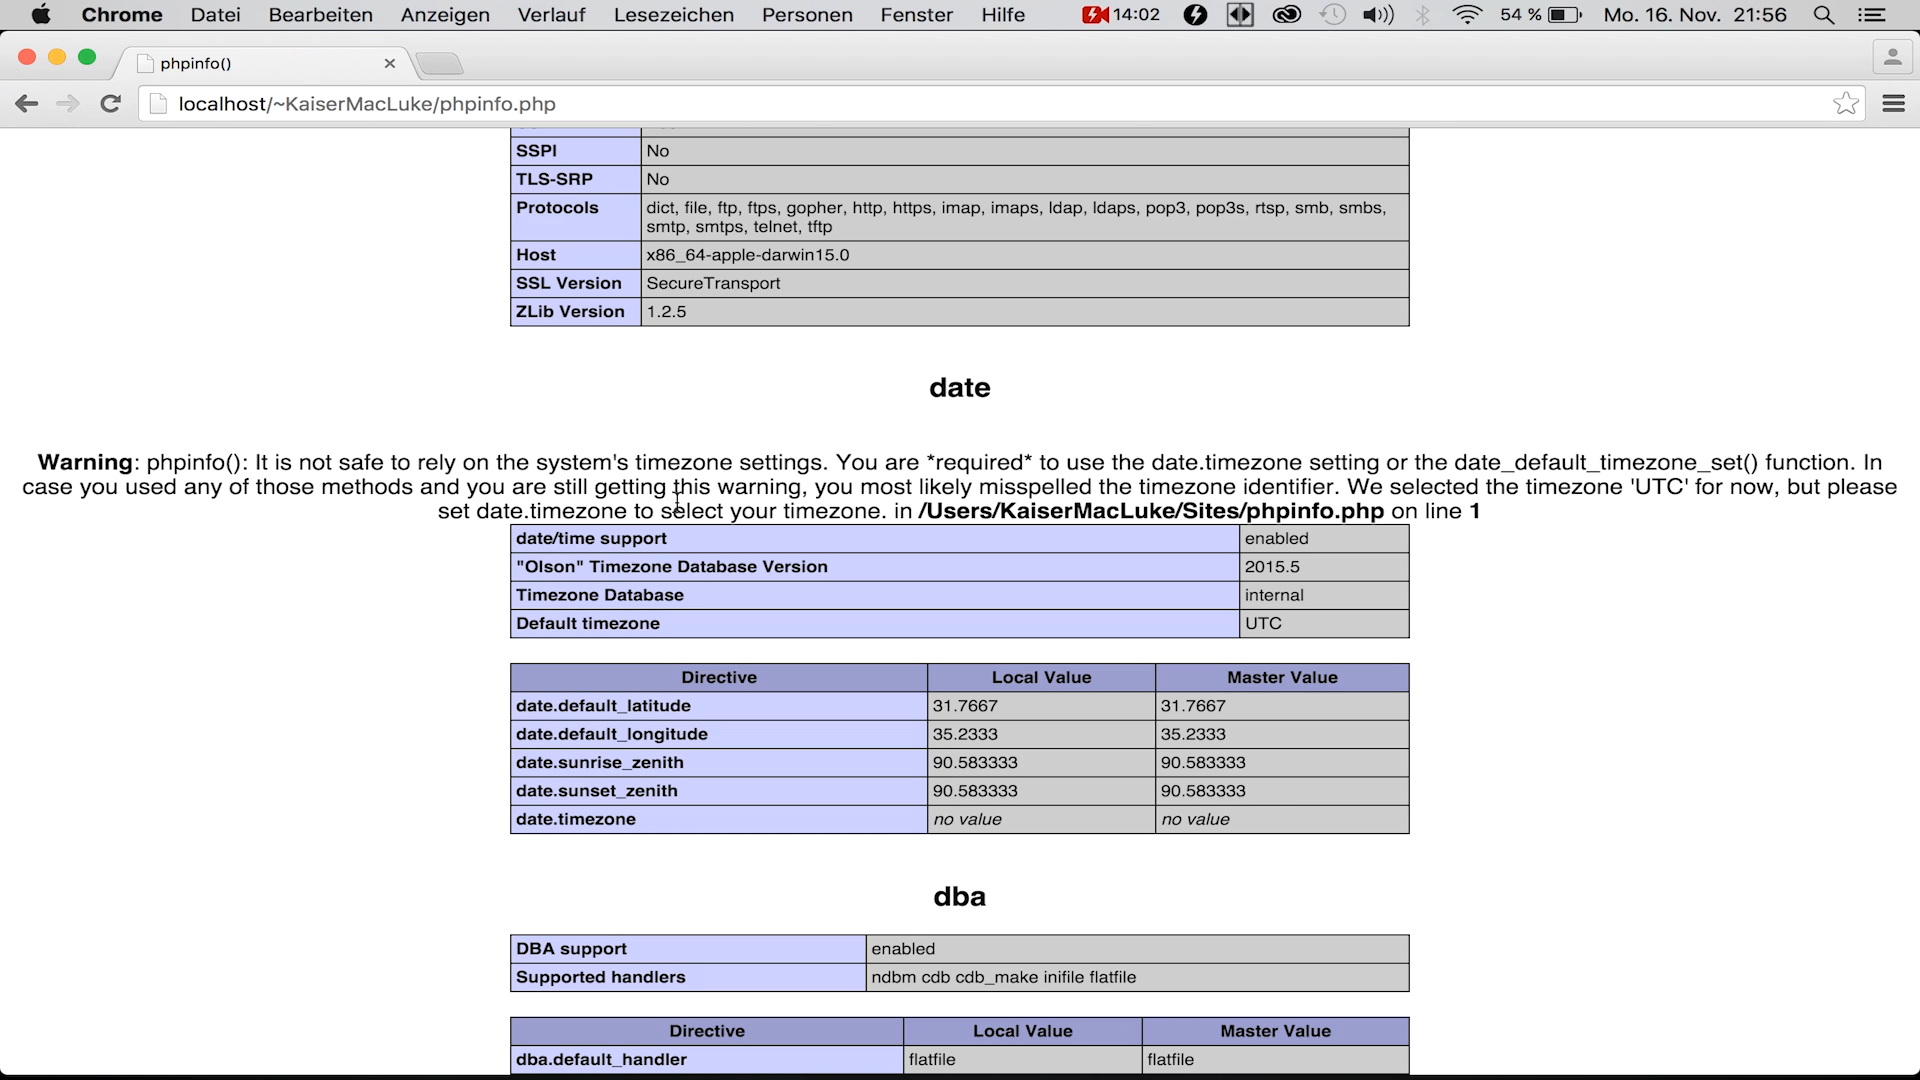 Chrome Datei Bearbeiten Anzeigen Verlauf Lesezeichen Personen Fenster Hilfe 14:02 54 % Mo. 16. Nov. 21:56
phpinfo()
localhost/~KaiserMacLuke/phpinfo.php
SSPI No
TLS-SRP No
Protocols dict, file, ftp, ftps, gopher, http, https, imap, imaps, ldap, ldaps, pop3, pop3s, rtsp, smb, smbs,
smtp, smtps, telnet, tftp
Host x86_64-apple-darwin15.0
SSL Version SecureTransport
ZLib Version 1.2.5
date
Warning: phpinfo(): It is not safe to rely on the system's timezone settings. You are *required* to use the date.timezone setting or the date_default_timezone_set() function. In
case you used any of those methods and you are still getting this warning, you most likely misspelled the timezone identifier. We selected the timezone 'UTC' for now, but please
set date.timezone to select your timezone. in /Users/KaiserMacLuke/Sites/phpinfo.php on line 1
date/time support enabled
"Olson" Timezone Database Version 2015.5
Timezone Database internal
Default timezone UTC
Directive Local Value Master Value
date.default_latitude 31.7667 31.7667
date.default_longitude 35.2333 35.2333
date.sunrise_zenith 90.583333 90.583333
date.sunset_zenith 90.583333 90.583333
date.timezone no value no value
dba
DBA support enabled
Supported handlers ndbm cdb cdb_make inifile flatfile
Directive Local Value Master Value
dba.default_handler flatfile flatfile